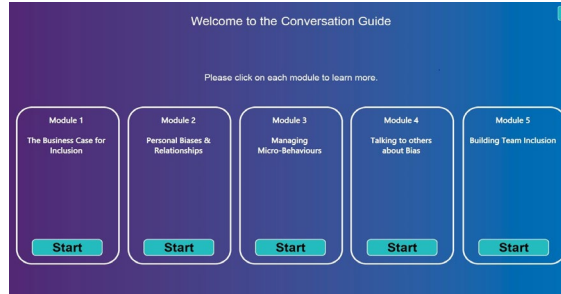 Welcome to the Conversation Guide
Please click on each module to learn more.
Module 1
The Business Case for
Inclusion
Start
Module 2
Personal Biases &
Relationships
Start
Module 3
Managing
Micro-Behaviours
Start
Module 4
Talking to others
about Bias
Start
Module 5
Building Team Inclusion
Start